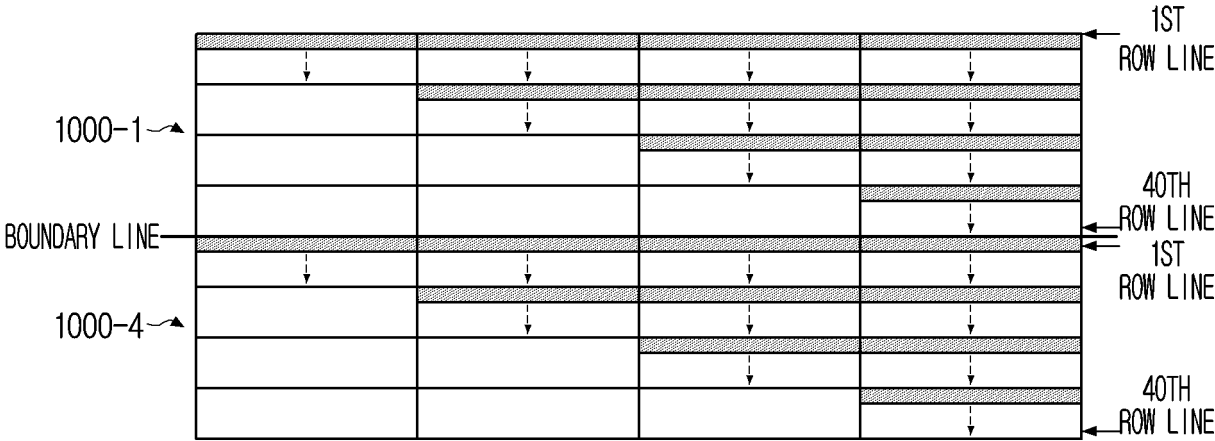 1ST
ROW LINE
1000-1
40TH
ROW LINE
BOUNDARY LINE
1ST
ROW LINE
1000-4
40TH
ROW LINE